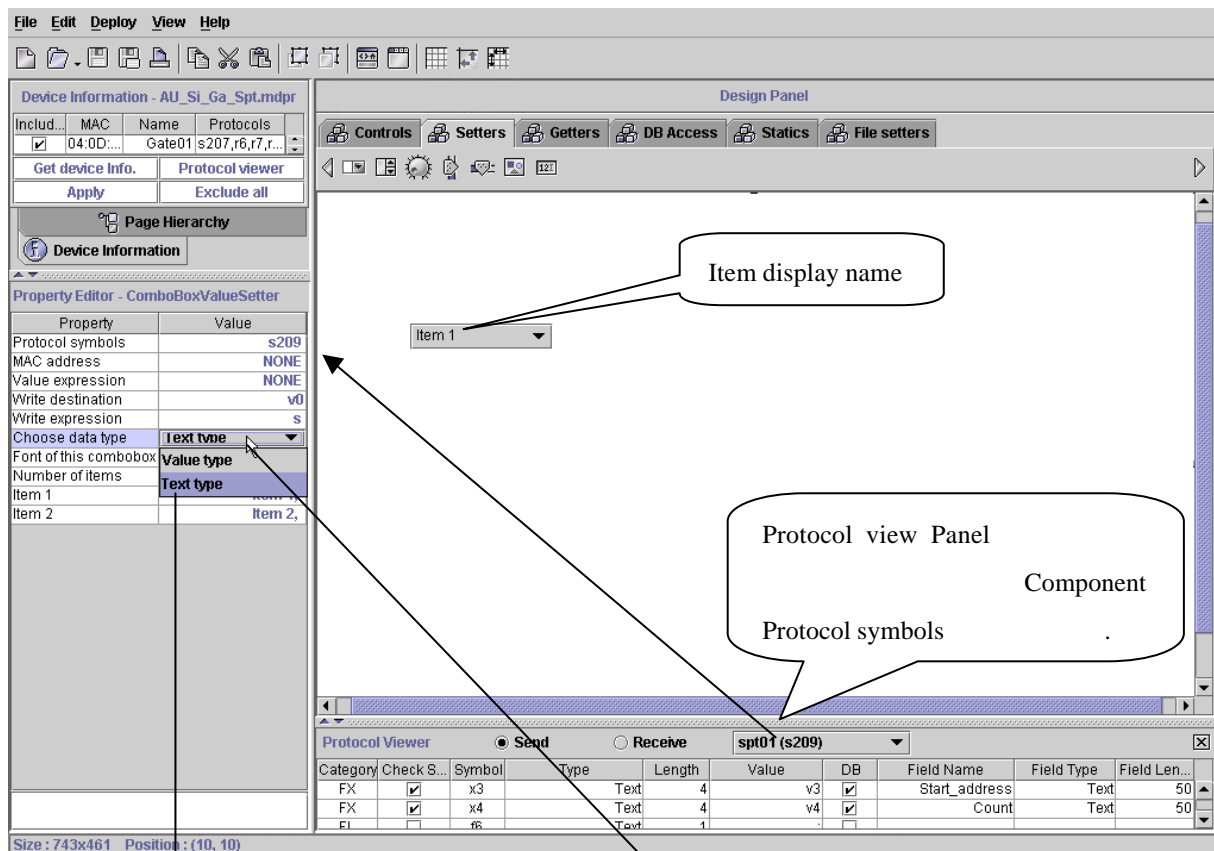 File Edit Deploy View Help
Device Information - AU_Si_Ga_Spt.mdpr
Includ... MAC Name Protocols
04:0D:... Gate01 s207,r6,r7,r...
Get device Info. Protocol viewer
Apply Exclude all
Page Hierarchy
Device Information
Property Editor - ComboBoxValueSetter
Property Value
Protocol symbols s209
MAC address NONE
Value expression NONE
Write destination v0
Write expression s
Choose data type Text type
Font of this combobox Value type
Number of items Text type
Item 1 Item 1,
Item 2 Item 2,
Design Panel
Controls Setters Getters DB Access Statics File setters
12T
Item display name
Item 1
Protocol view Panel
Component
Protocol symbols .
Protocol Viewer Send Receive spt01 (s209)
Category Check S... Symbol Type Length Value DB Field Name Field Type Field Len...
FX x3 Text 4 v3 Start_address Text 50
FX x4 Text 4 v4 Count Text 50
FL f6 Text 1
Size : 743x461 Position : (10, 10)